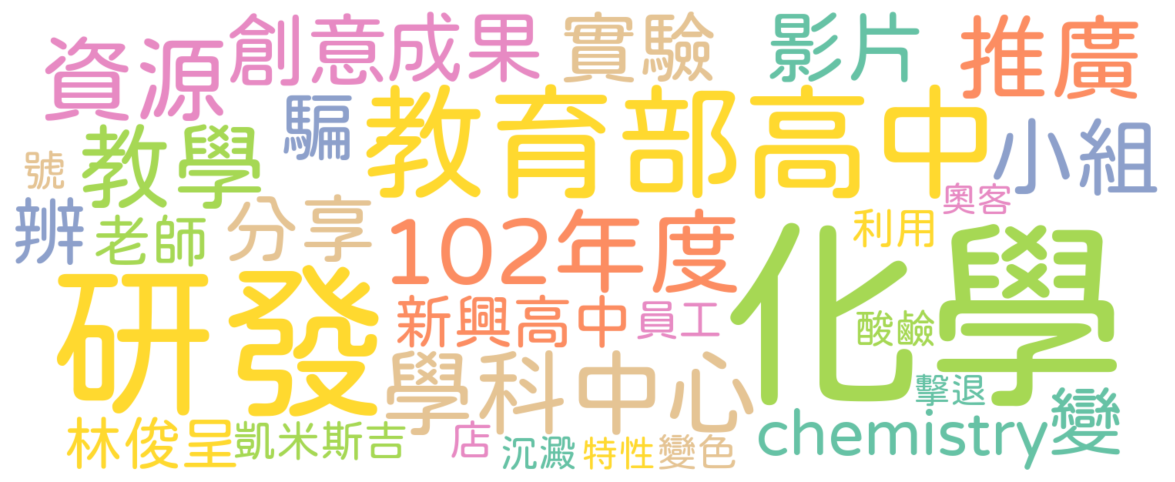 資源
創意成果
實驗
影片
推廣
騙
教育部高中
小組
號
教學
辨
老師
分享
102年度
利用
奧客
研發
新興高中
員工
化學
酸鹼
學科中心
擊退
林俊呈
凱米斯吉
店
沉澱
特性
變色
chemistry
變